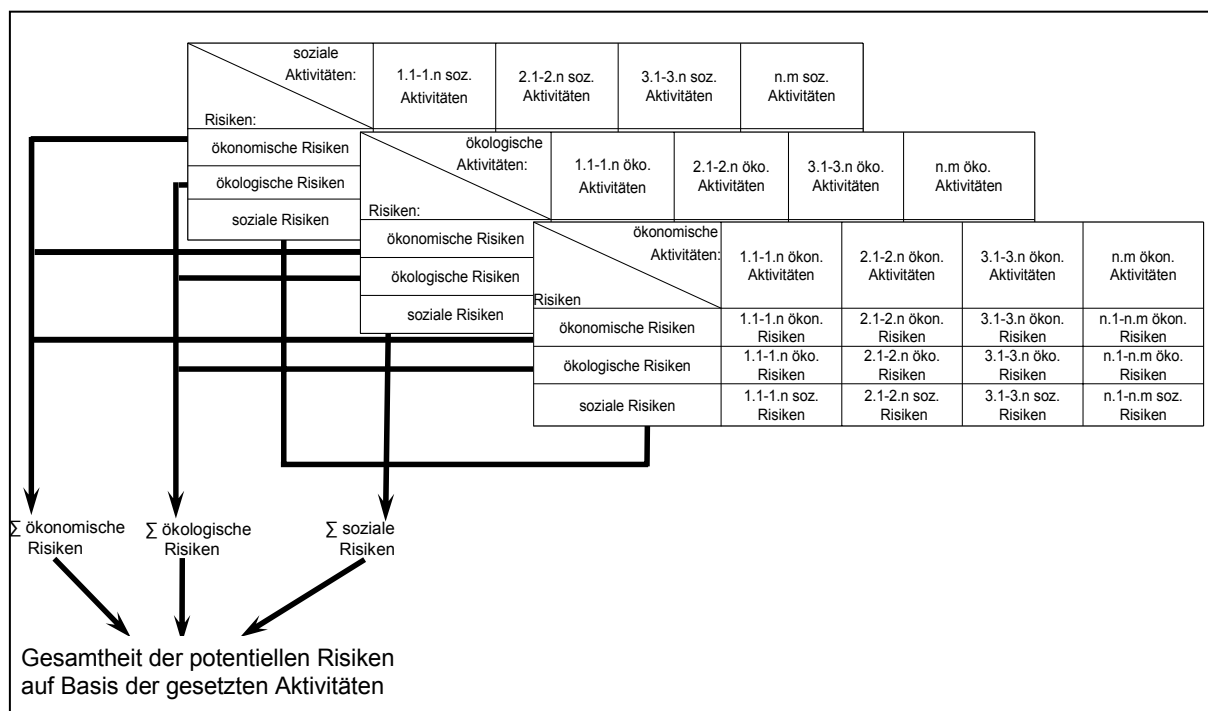 soziale
Aktivitäten:
1.1-1.n soz.
Aktivitäten
2.1-2.n soz.
Aktivitäten
3.1-3.n soz.
Aktivitäten
n.m soz.
Aktivitäten
Risiken:
ökonomische Risiken
ökologische Risiken
soziale Risiken
ökologische
Aktivitäten:
1.1-1.n öko.
Aktivitäten
2.1-2.n öko.
Aktivitäten
3.1-3.n öko.
Aktivitäten
n.m öko.
Aktivitäten
Risiken:
ökonomische Risiken
ökologische Risiken
soziale Risiken
ökonomische
Aktivitäten:
1.1-1.n ökon.
Aktivitäten
2.1-2.n ökon.
Aktivitäten
3.1-3.n ökon.
Aktivitäten
n.m ökon.
Aktivitäten
Risiken
ökonomische Risiken
1.1-1.n ökon.
Risiken
2.1-2.n ökon.
Risiken
3.1-3.n ökon.
Risiken
n.1-n.m ökon.
Risiken
ökologische Risiken
1.1-1.n öko.
Risiken
2.1-2.n öko.
Risiken
3.1-3.n öko.
Risiken
n.1-n.m öko.
Risiken
soziale Risiken
1.1-1.n soz.
Risiken
2.1-2.n soz.
Risiken
3.1-3.n soz.
Risiken
n.1-n.m soz.
Risiken
∑ ökonomische
Risiken
∑ ökologische
Risiken
∑ soziale
Risiken
Gesamtheit der potentiellen Risiken
auf Basis der gesetzten Aktivitäten